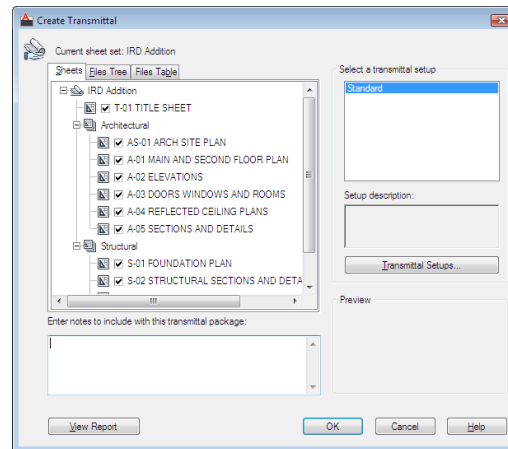 Create Transmittal
Current sheet set: IRD Addition
Sheets Files Tree Files Table
IRD Addition
T-01 TITLE SHEET
Architectural
AS-01 ARCH SITE PLAN
A-01 MAIN AND SECOND FLOOR PLAN
A-02 ELEVATIONS
A-03 DOORS WINDOWS AND ROOMS
A-04 REFLECTED CEILING PLANS
A-05 SECTIONS AND DETAILS
Structural
S-01 FOUNDATION PLAN
S-02 STRUCTURAL SECTIONS AND DETA
Enter notes to include with this transmittal package:
Select a transmittal setup
Standard
Setup description:
Transmittal Setups...
Preview
View Report
OK
Cancel
Help